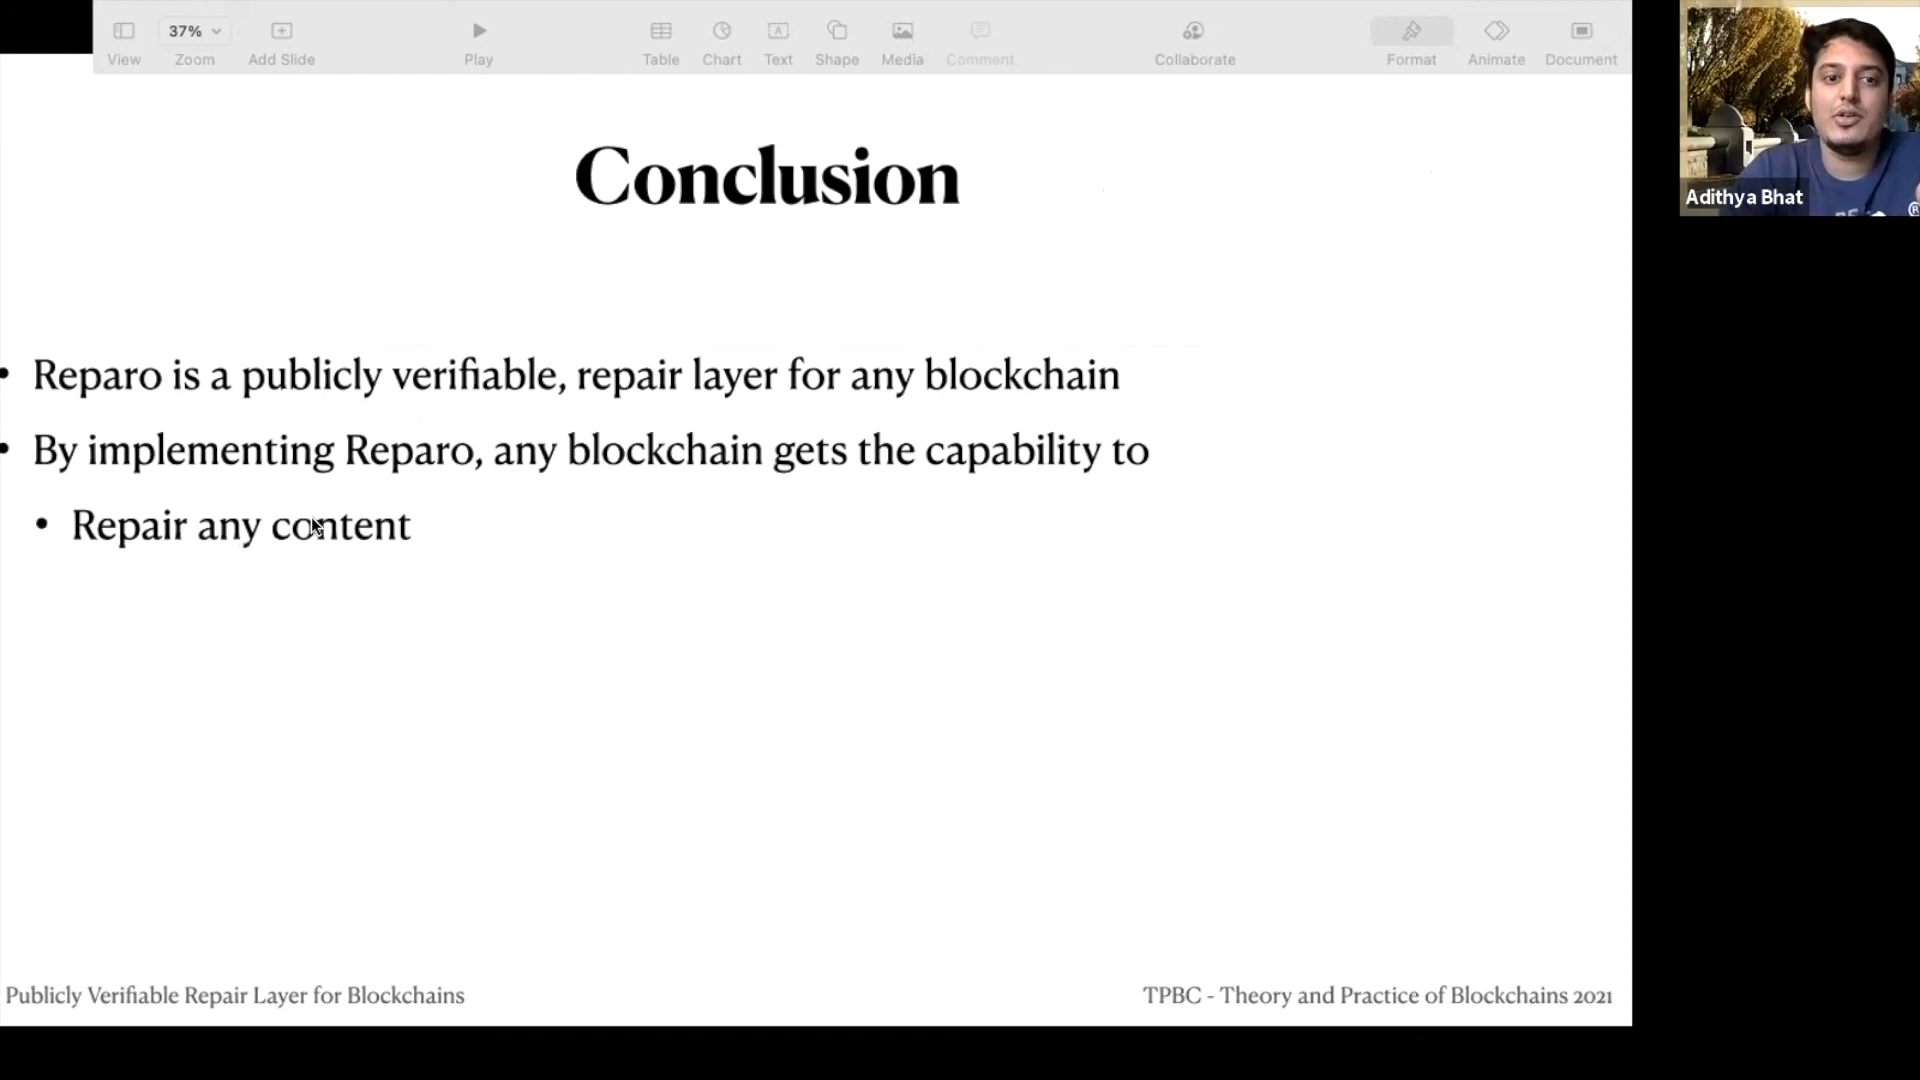 37%
View
Zoom
Add Slide
Play
Table
Chart
Text
Shape
Media
Comment
Collaborate
Format
Animate
Document
Adithya Bhat
Conclusion
• Reparo is a publicly verifiable, repair layer for any blockchain
• By implementing Reparo, any blockchain gets the capability to
• Repair any content
Publicly Verifiable Repair Layer for Blockchains
TPBC - Theory and Practice of Blockchains 2021